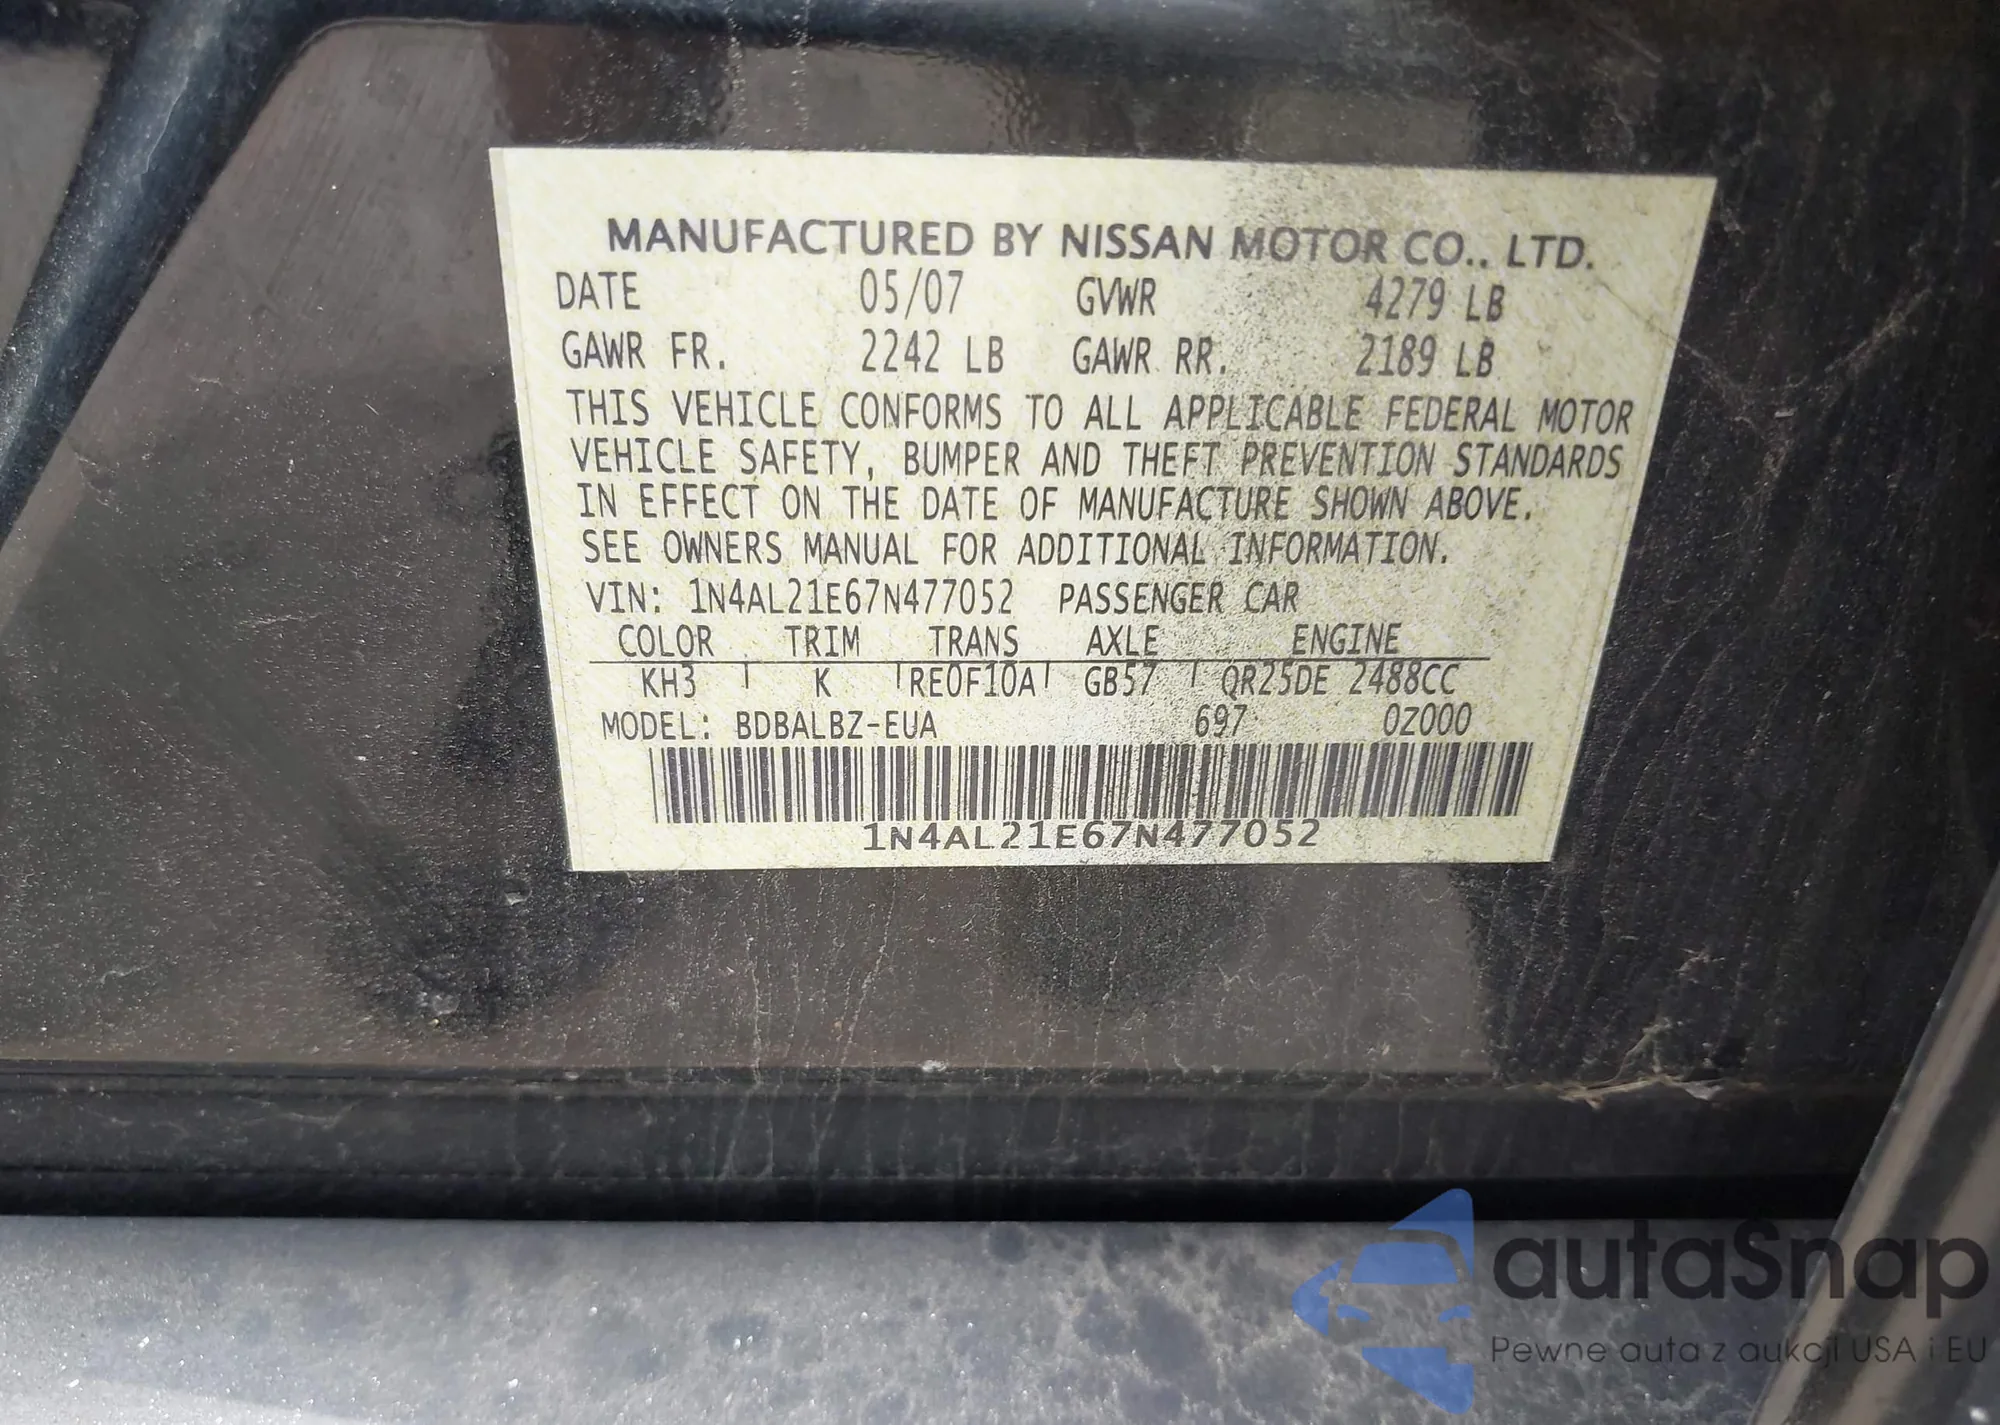 MANUFACTURED BY NISSAN MOTOR CO., LTD.
DATE 05/07 GVWR 4279 LB
GAWR FR. 2242 LB GAWR RR. 2189 LB
THIS VEHICLE CONFORMS TO ALL APPLICABLE FEDERAL MOTOR
VEHICLE SAFETY, BUMPER AND THEFT PREVENTION STANDARDS
IN EFFECT ON THE DATE OF MANUFACTURE SHOWN ABOVE.
SEE OWNERS MANUAL FOR ADDITIONAL INFORMATION.
VIN: 1N4AL21E67N477052 PASSENGER CAR
COLOR TRIM TRANS AXLE ENGINE
KH3 K RE0F10A GB57 QR25DE 2488CC
MODEL: BDBALBZ-EUA 697 0Z000
1N4AL21E67N477052
autaSnap
Pewne auta z aukcji USA i EU